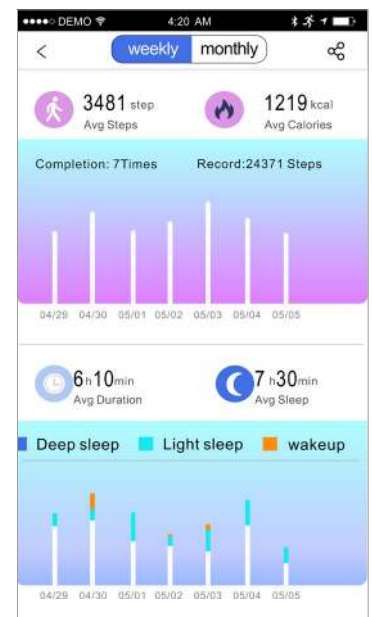 DEMO 4:20 AM
weekly monthly
3481 step 1219 kcal
Avg Steps Avg Calories
Completion: 7Times Record:24371 Steps
04/29 04/30 05/01 05/02 05/03 05/04 05/05
6h10min 7 h30min
Avg Duration Avg Sleep
Deep sleep Light sleep wakeup
04/29 04/30 05/01 05/02 05/03 05/04 05/05